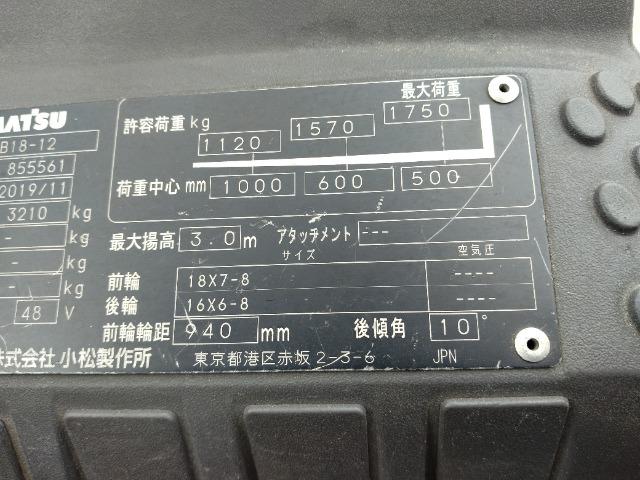 MATSU
B18-12
855561
2019/11
3210 kg
- kg
- kg
- kg
48 V
最大荷重
許容荷重 kg 1120 1570 1750
荷重中心 mm 1000 600 500
最大揚高 3.0 m アタッチメント ---
サイズ 空気圧
前輪 18X7-8 ----
後輪 16X6-8 ----
前輪輪距 940 mm 後傾角 10°
株式会社 小松製作所 東京都港区赤坂 2-3-6 JPN